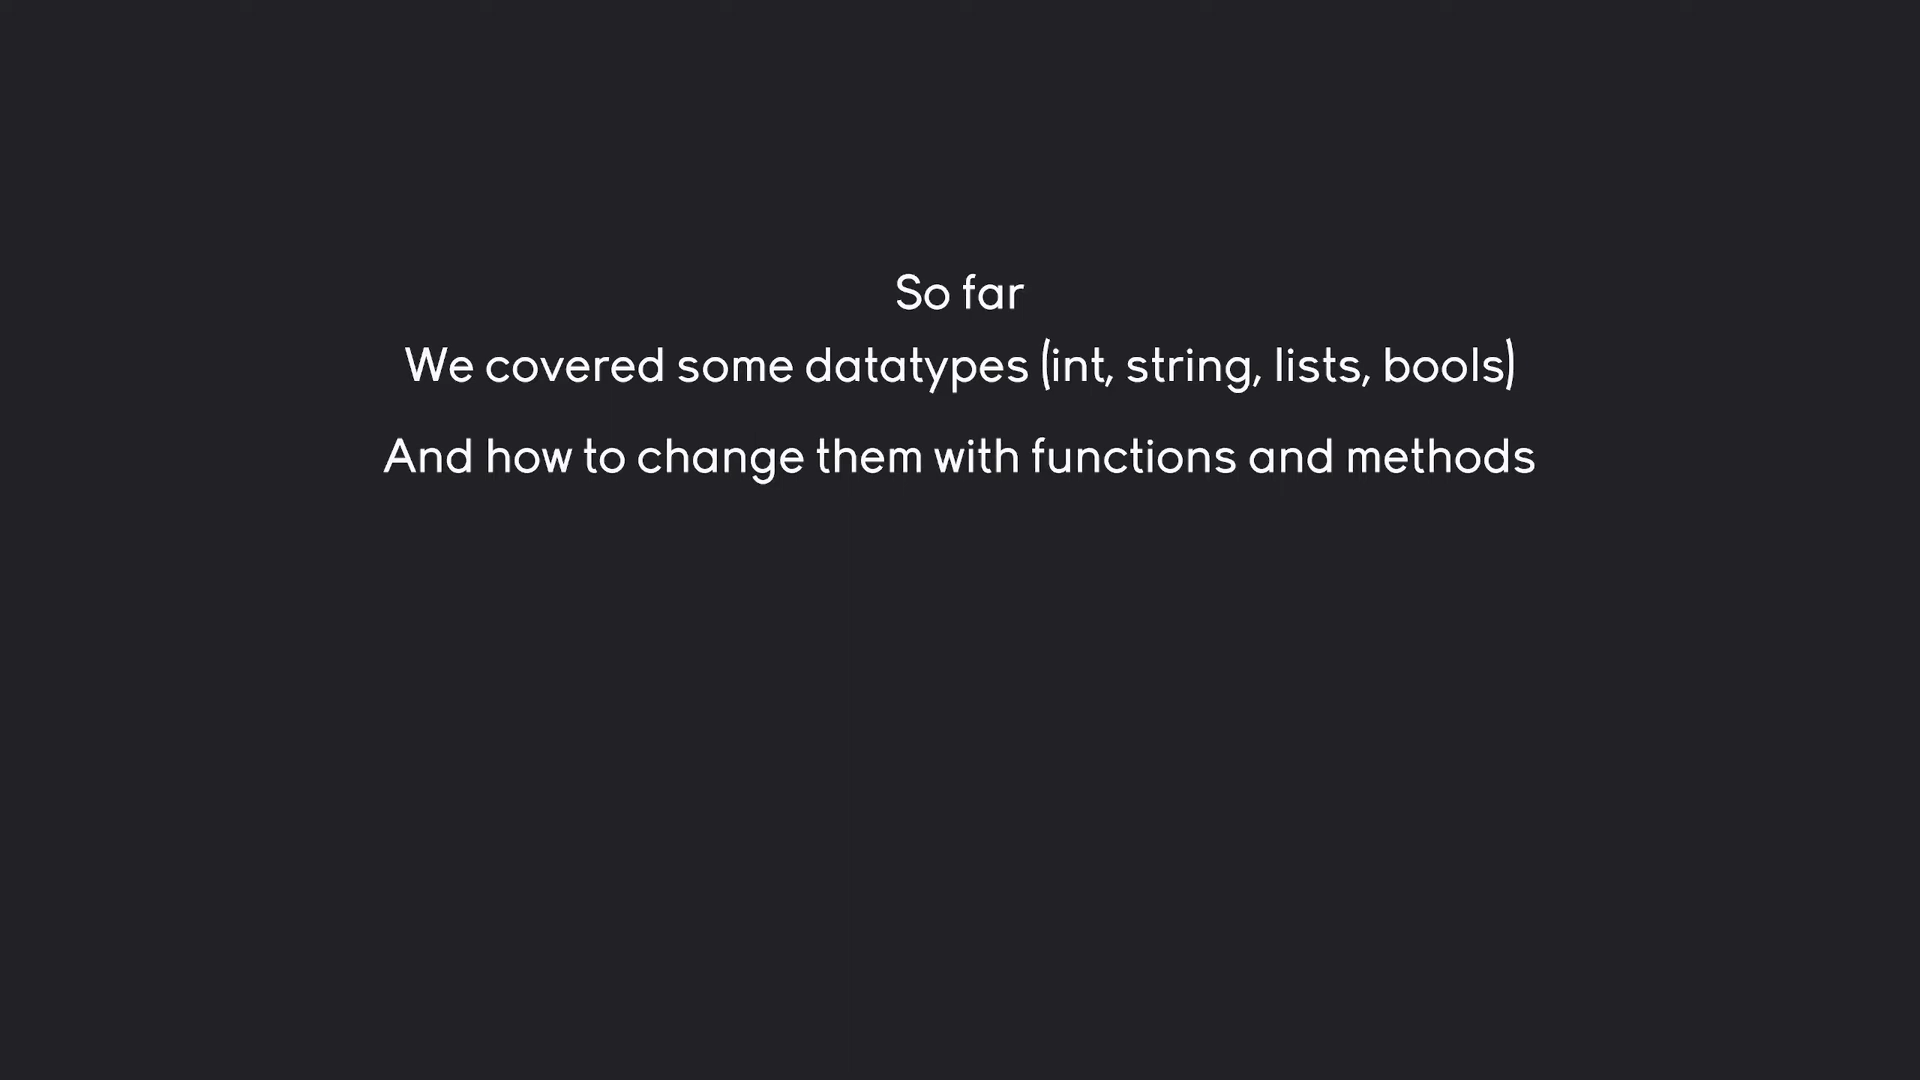 So far
We covered some datatypes (int, string, lists, bools)
And how to change them with functions and methods